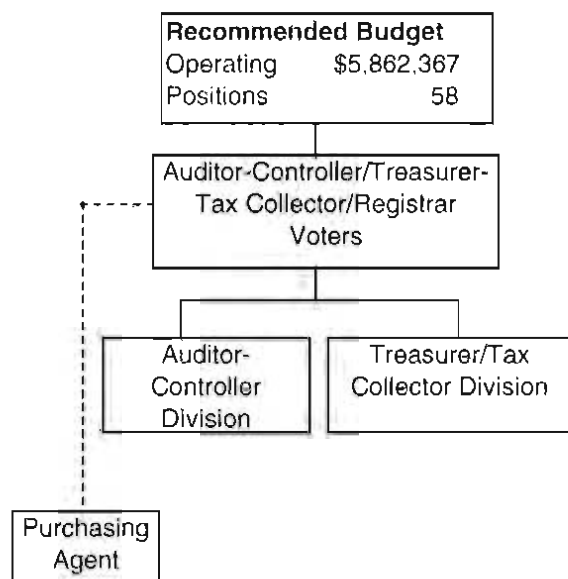 Recommended Budget
Operating $5,862,367
Positions 58
Auditor-Controller/Treasurer-
Tax Collector/Registrar
Voters
Auditor-
Controller
Division
Treasurer/Tax
Collector Division
Purchasing
Agent